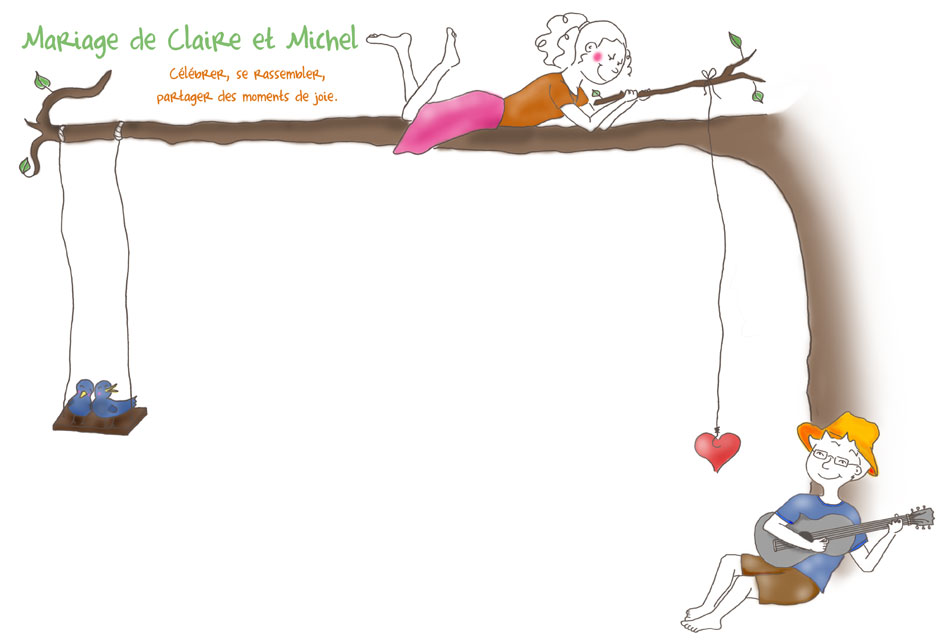 Mariage de Claire et Michel
Célébrer, se rassembler,
partager des moments de joie.